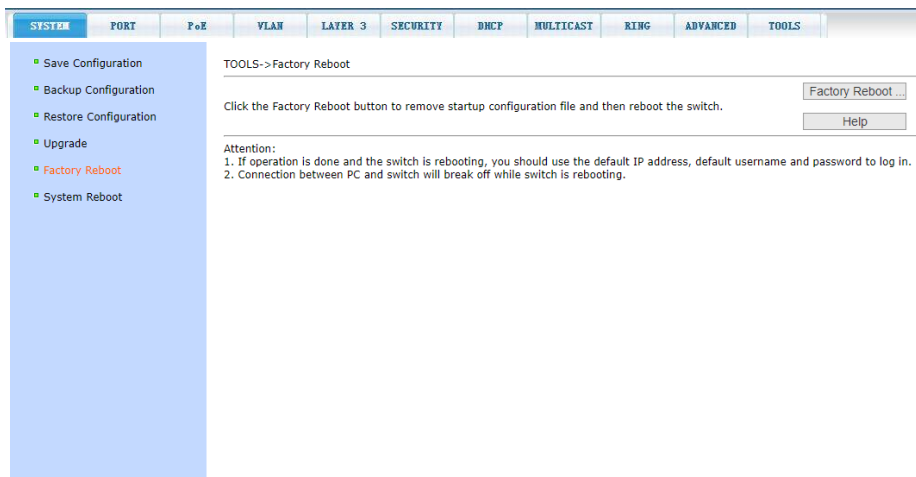 SYSTEM PORT PoE VLAN LAYER 3 SECURITY DHCP MULTICAST RING ADVANCED TOOLS
Save Configuration
Backup Configuration
Restore Configuration
Upgrade
Factory Reboot
System Reboot
TOOLS->Factory Reboot
Click the Factory Reboot button to remove startup configuration file and then reboot the switch.
Factory Reboot ...
Help
Attention:
1. If operation is done and the switch is rebooting, you should use the default IP address, default username and password to log in.
2. Connection between PC and switch will break off while switch is rebooting.